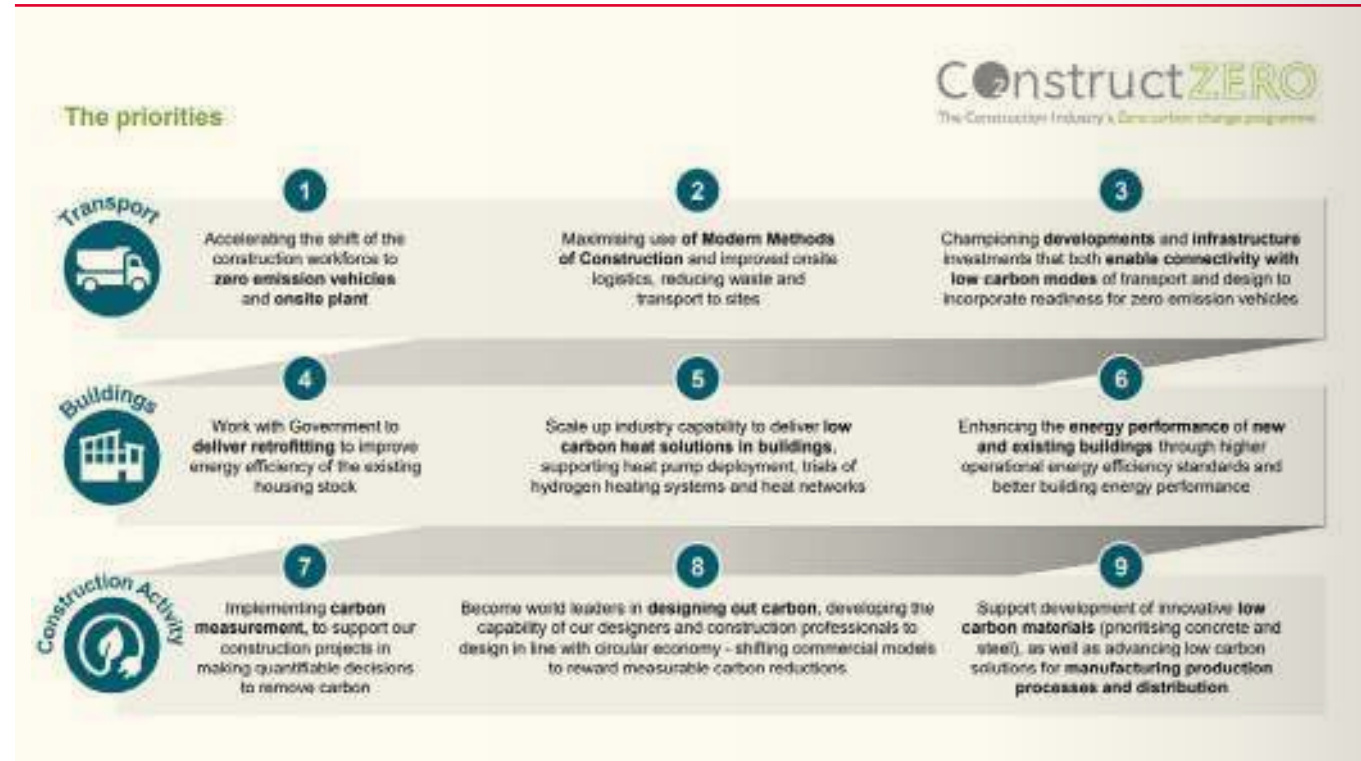 CO2nstructZERO
The Construction Industry's Zero carbon change programme
The priorities
Transport
1
Accelerating the shift of the
construction workforce to
zero emission vehicles
and onsite plant
2
Maximising use of Modern Methods
of Construction and improved onsite
logistics, reducing waste and
transport to sites
3
Championing developments and infrastructure
investments that both enable connectivity with
low carbon modes of transport and design to
incorporate readiness for zero emission vehicles
Buildings
4
Work with Government to
deliver retrofitting to improve
energy efficiency of the existing
housing stock
5
Scale up industry capability to deliver low
carbon heat solutions in buildings,
supporting heat pump deployment, trials of
hydrogen heating systems and heat networks
6
Enhancing the energy performance of new
and existing buildings through higher
operational energy efficiency standards and
better building energy performance
Construction Activity
7
Implementing carbon
measurement, to support our
construction projects in
making quantifiable decisions
to remove carbon
8
Become world leaders in designing out carbon, developing the
capability of our designers and construction professionals to
design in line with circular economy - shifting commercial models
to reward measurable carbon reductions
9
Support development of innovative low
carbon materials (prioritising concrete and
steel), as well as advancing low carbon
solutions for manufacturing production
processes and distribution